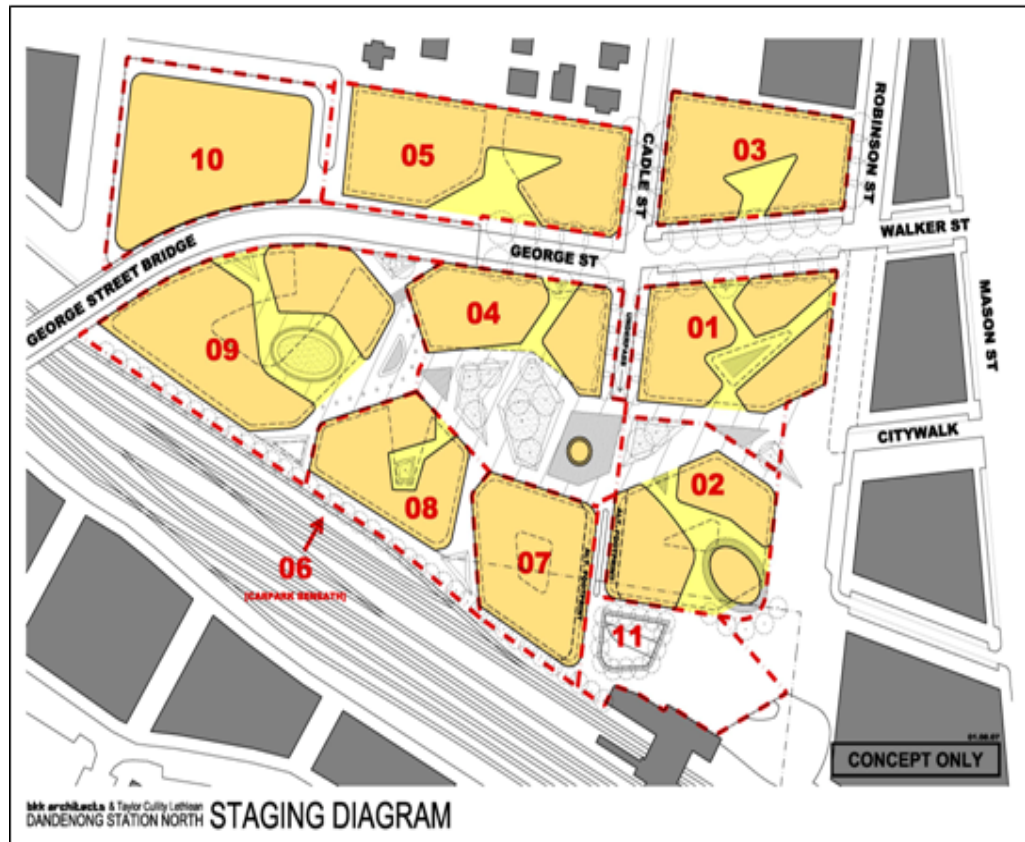 10
05
03
CADLE ST
ROBINSON ST
WALKER ST
GEORGE ST
GEORGE STREET BRIDGE
MASON ST
04
01
UNDERPASS
09
CITYWALK
02
08
07
06
(CARPARK BENEATH)
11
CONCEPT ONLY
bkk architects & Taylor Cullity Lethlean
DANDENONG STATION NORTH
STAGING DIAGRAM